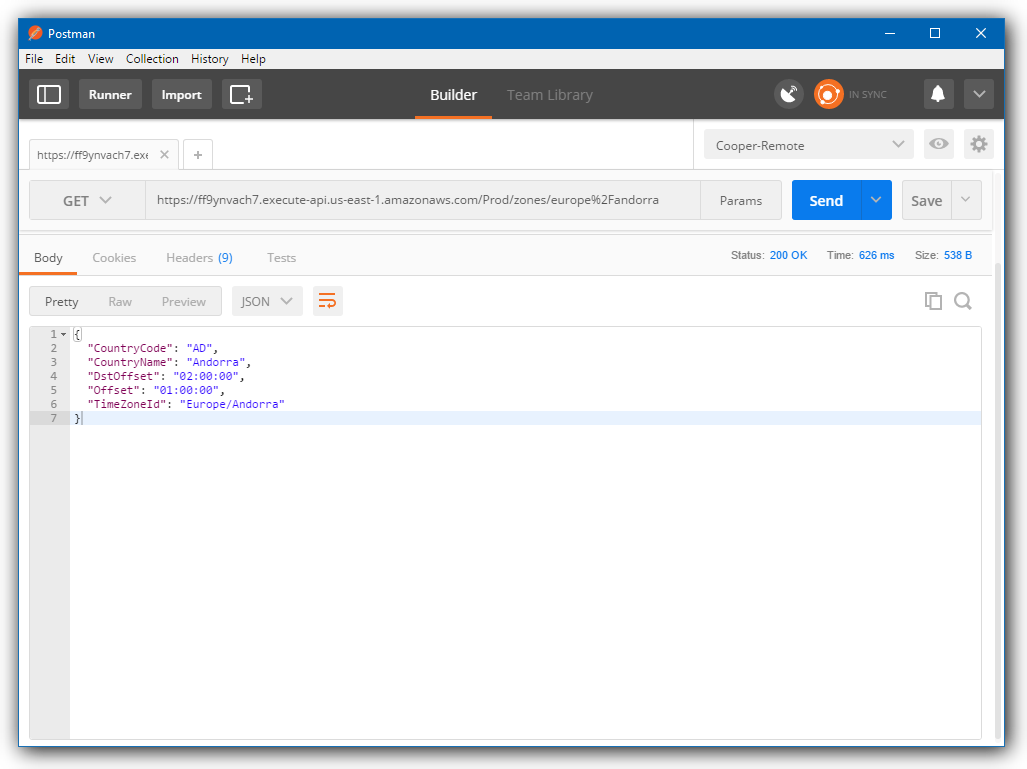 Postman
File Edit View Collection History Help
Runner Import Builder Team Library IN SYNC
https://ff9ynvach7.exe Cooper-Remote
GET https://ff9ynvach7.execute-api.us-east-1.amazonaws.com/Prod/zones/europe%2Fandorra Params Send Save
Body Cookies Headers (9) Tests Status: 200 OK Time: 626 ms Size: 538 B
Pretty Raw Preview JSON
1 {
2 "CountryCode": "AD",
3 "CountryName": "Andorra",
4 "DstOffset": "02:00:00",
5 "Offset": "01:00:00",
6 "TimeZoneId": "Europe/Andorra"
7 }